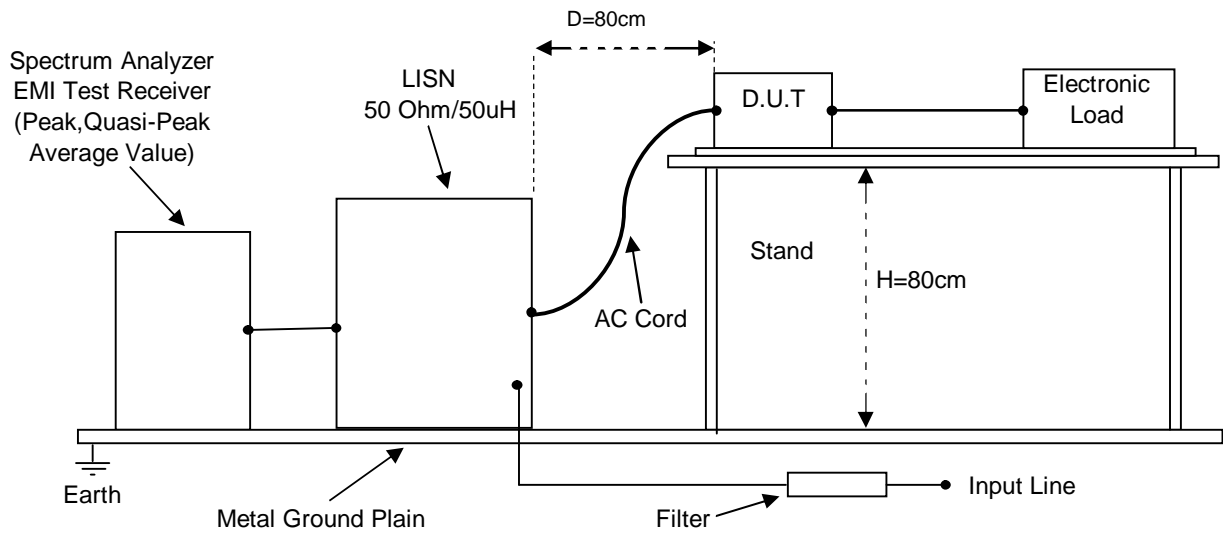 D=80cm
Spectrum Analyzer
EMI Test Receiver
(Peak,Quasi-Peak
Average Value)
LISN
50 Ohm/50uH
D.U.T
Electronic
Load
Stand
H=80cm
AC Cord
Earth
Metal Ground Plain
Filter
Input Line